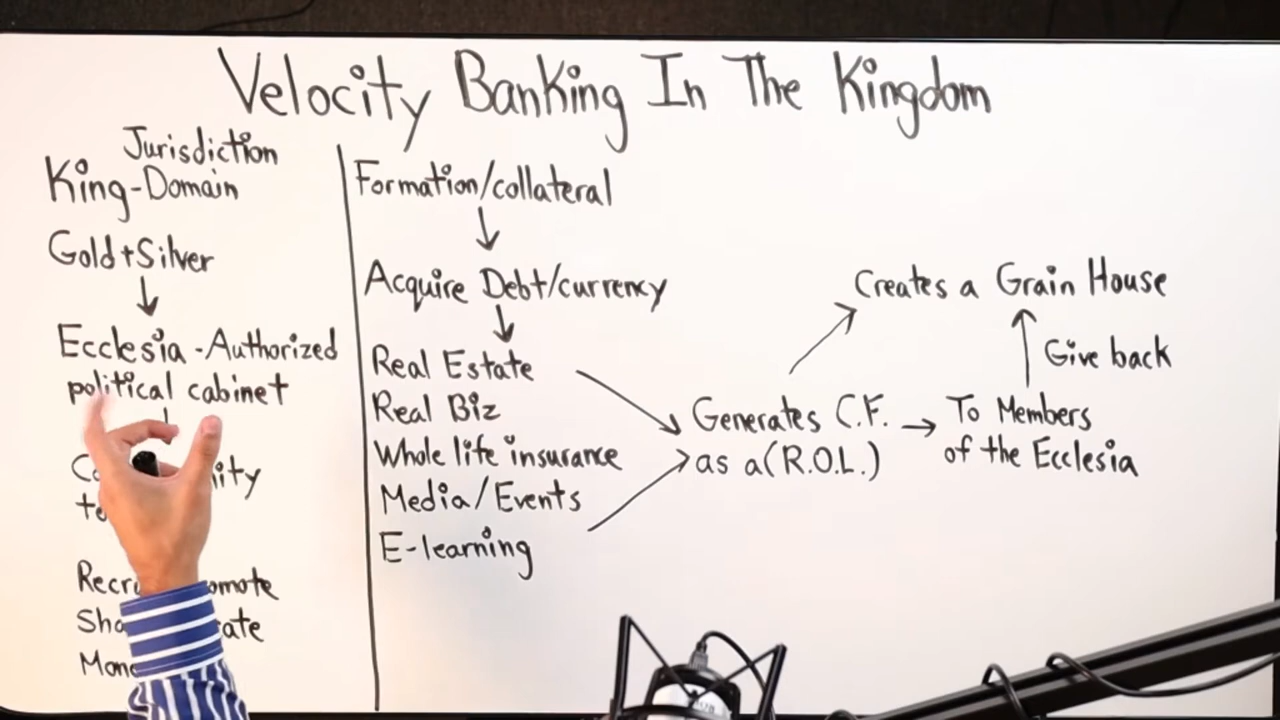 Velocity Banking In The Kingdom
Jurisdiction
King-Domain
Gold+Silver
Ecclesia -Authorized
political cabinet
Formation/collateral
Acquire Debt/currency
Real Estate
Real Biz
Whole life insurance
Media/Events
E-learning
Generates C.F.
as a (R.O.L.)
To Members
of the Ecclesia
Give back
Creates a Grain House